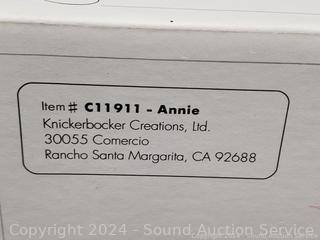 Item # C11911 - Annie
Knickerbocker Creations, Ltd.
30055 Comercio
Rancho Santa Margarita, CA 92688
Copyright 2024 - Sound Auction Service